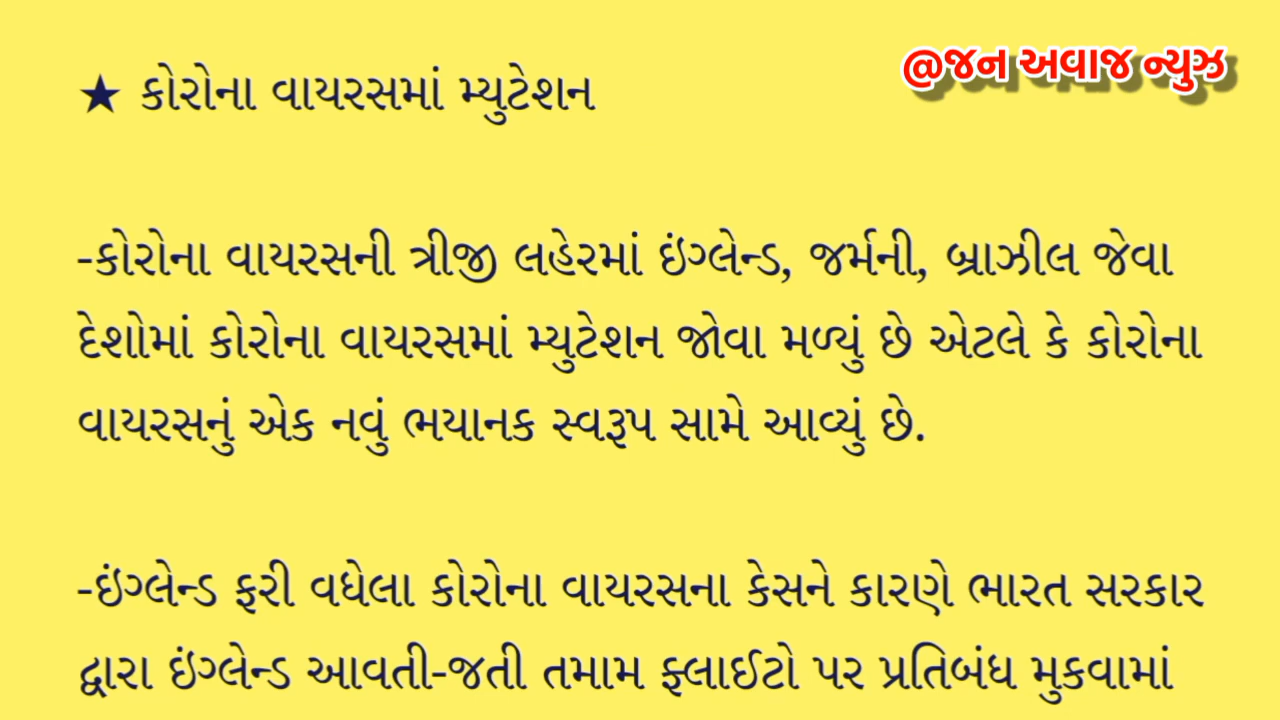 @જન અવાજ ન્યુઝ
★ કોરોના વાયરસમાં મ્યુટેશન
-કોરોના વાયરસની ત્રીજી લહેરમાં ઇંગ્લેન્ડ, જર્મની, બ્રાઝીલ જેવા
દેશોમાં કોરોના વાયરસમાં મ્યુટેશન જોવા મળ્યું છે એટલે કે કોરોના
વાયરસનું એક નવું ભયાનક સ્વરૂપ સામે આવ્યું છે.
-ઇંગ્લેન્ડ ફરી વધેલા કોરોના વાયરસના કેસને કારણે ભારત સરકાર
દ્વારા ઇંગ્લેન્ડ આવતી-જતી તમામ ફ્લાઈટો પર પ્રતિબંધ મુકવામાં